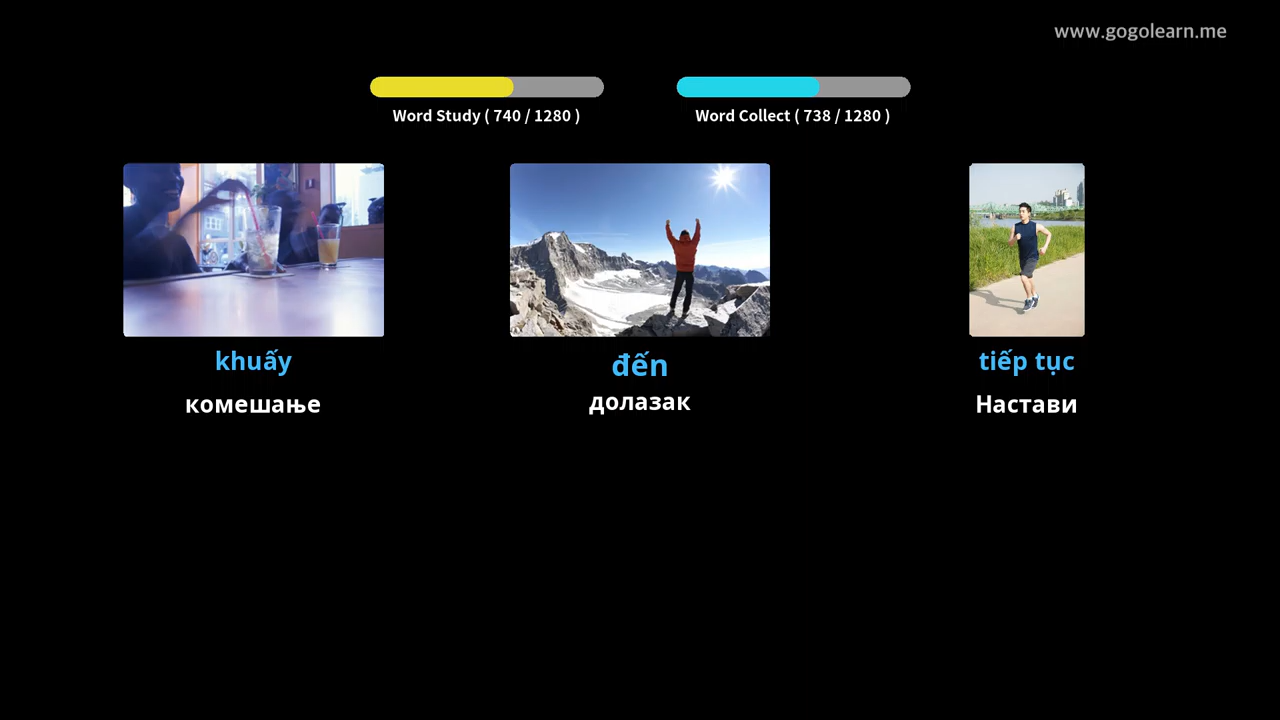 www.gogolearn.me
Word Study ( 740 / 1280 )
Word Collect ( 738 / 1280 )
khuấy
đến
tiếp tục
комешање
долазак
Настави